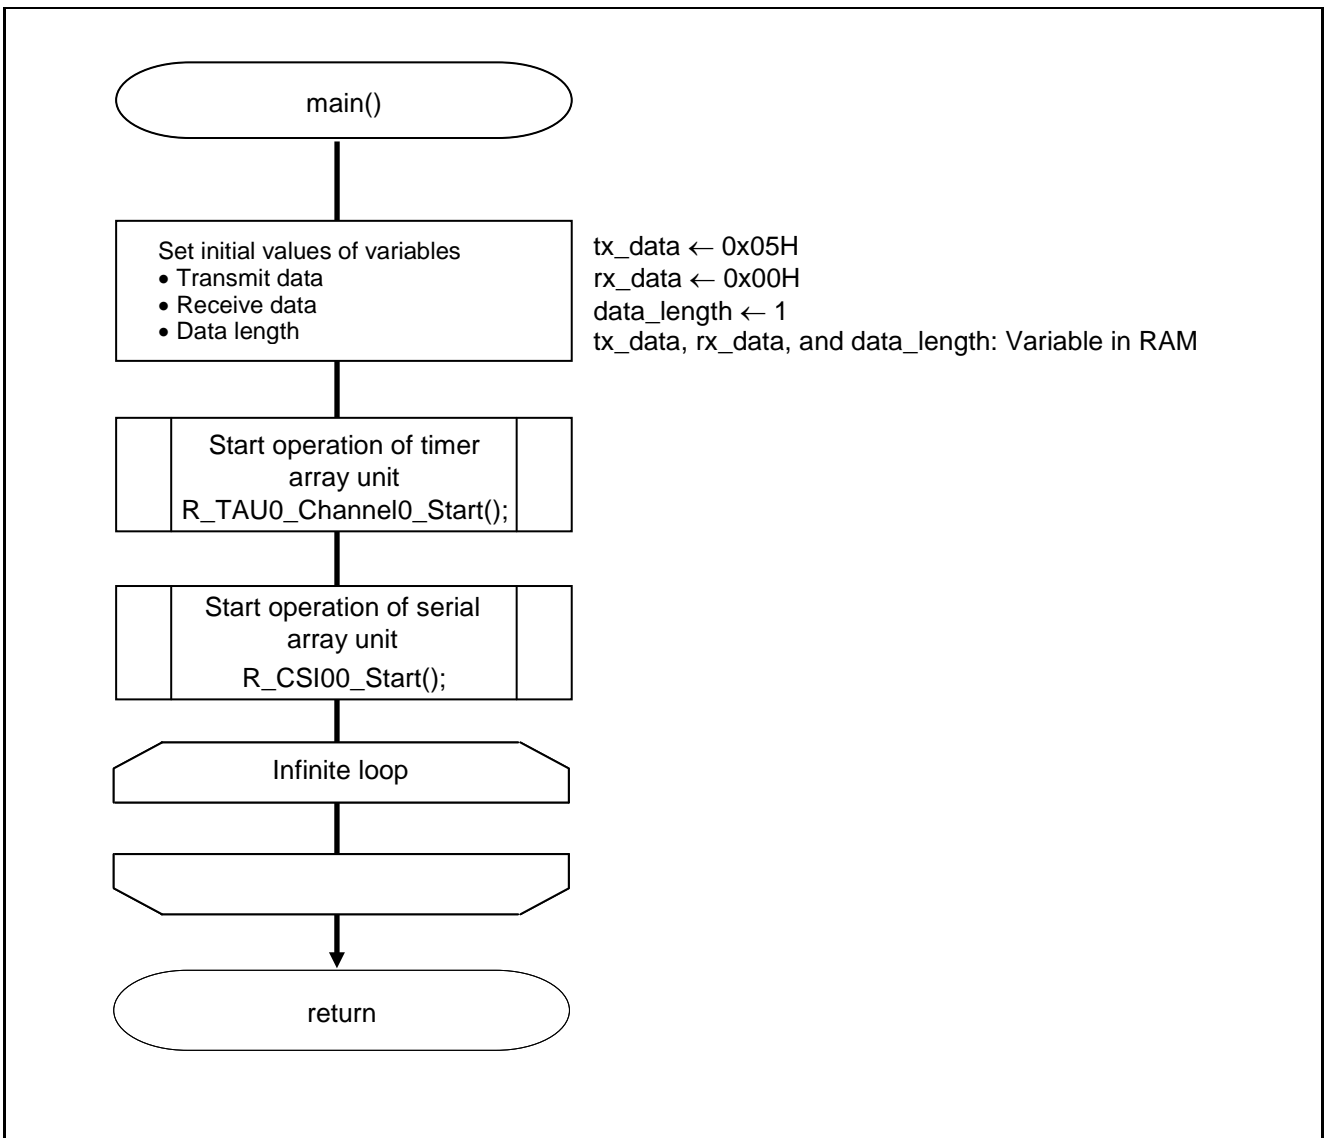 main()
Set initial values of variables
• Transmit data
• Receive data
• Data length
tx_data ← 0x05H
rx_data ← 0x00H
data_length ← 1
tx_data, rx_data, and data_length: Variable in RAM
Start operation of timer
array unit
R_TAU0_Channel0_Start();
Start operation of serial
array unit
R_CSI00_Start();
Infinite loop
return